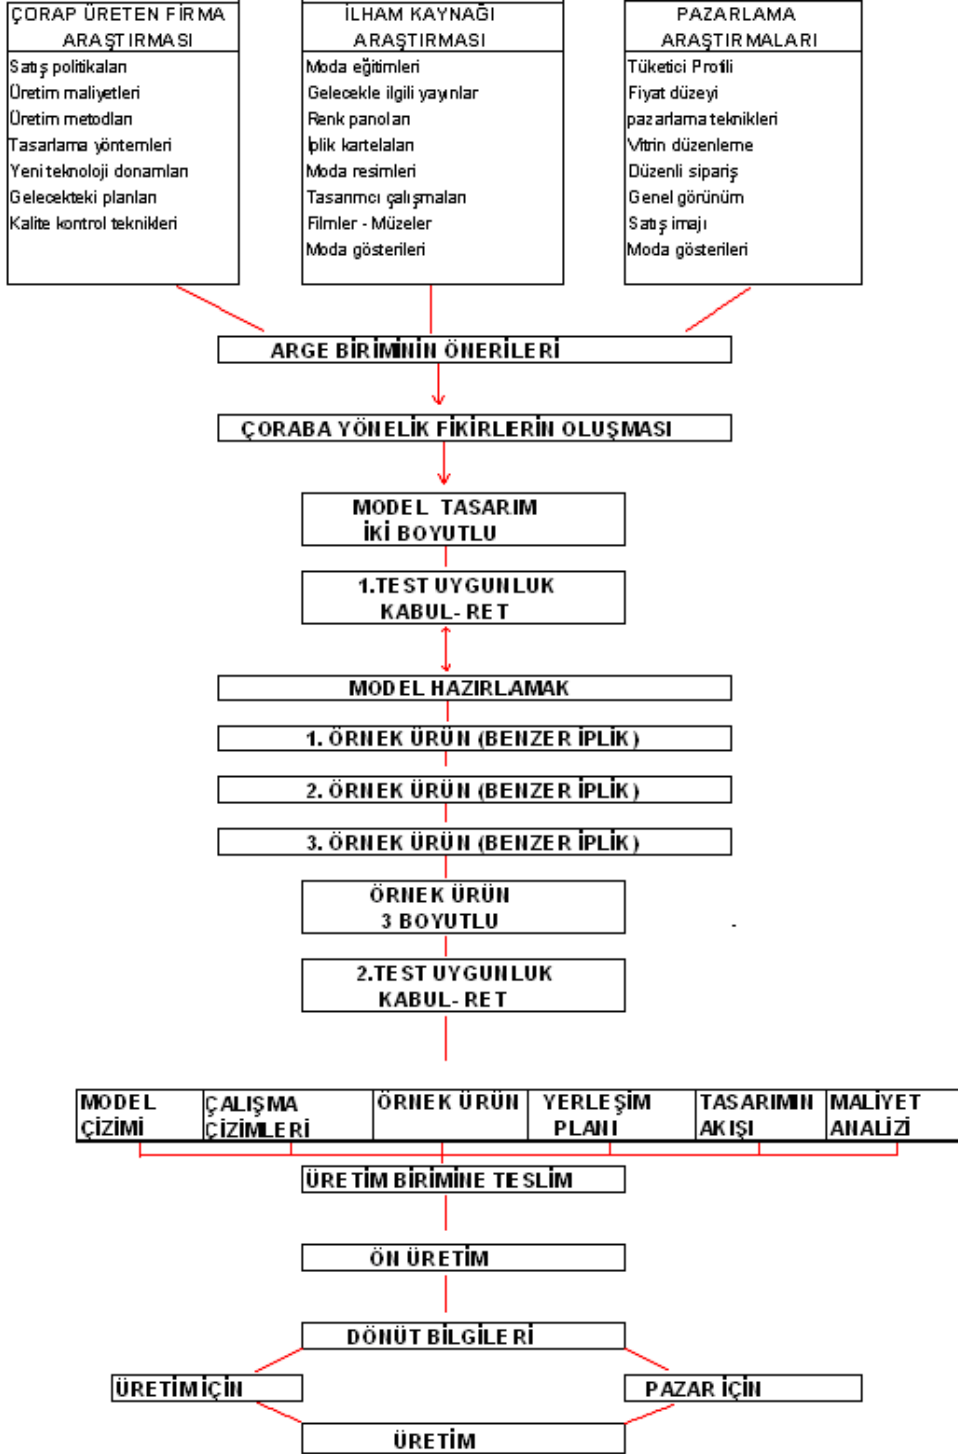 ÇORAP ÜRETEN FİRMA
ARAŞTIRMASI
Satış politikaları
Üretim maliyetleri
Üretim metodları
Tasarlama yöntemleri
Yeni teknoloji donamları
Gelecekteki planları
Kalite kontrol teknikleri
İLHAM KAYNAĞI
ARAŞTIRMASI
Moda eğitimleri
Gelecekle ilgili yayınlar
Renk panoları
İplik kartelaları
Moda resimleri
Tasarımcı çalışmaları
Filmler - Müzeler
Moda gösterileri
PAZARLAMA
ARAŞTIRMALARI
Tüketici Profili
Fiyat düzeyi
pazarlama teknikleri
Vitrin düzenleme
Düzenli sipariş
Genel görünüm
Satış imajı
Moda gösterileri
ARGE BİRİMİNİN ÖNERİLERİ
ÇORABA YÖNELİK FİKİRLERİN OLUŞMASI
MODEL TASARIM
İKİ BOYUTLU
1.TEST UYGUNLUK
KABUL- RET
MODEL HAZIRLAMAK
1. ÖRNEK ÜRÜN (BENZER İPLİK)
2. ÖRNEK ÜRÜN (BENZER İPLİK)
3. ÖRNEK ÜRÜN (BENZER İPLİK)
ÖRNEK ÜRÜN
3 BOYUTLU
2.TEST UYGUNLUK
KABUL- RET
MODEL
ÇİZİMİ
ÇALIŞMA
ÇİZİMLERİ
ÖRNEK ÜRÜN
YERLEŞİM
PLANI
TASARIMIN
AKIŞI
MALİYET
ANALİZİ
ÜRETİM BİRİMİNE TESLİM
ÖN ÜRETİM
DÖNÜT BİLGİLERİ
ÜRETİM İÇİN
PAZAR İÇİN
ÜRETİM